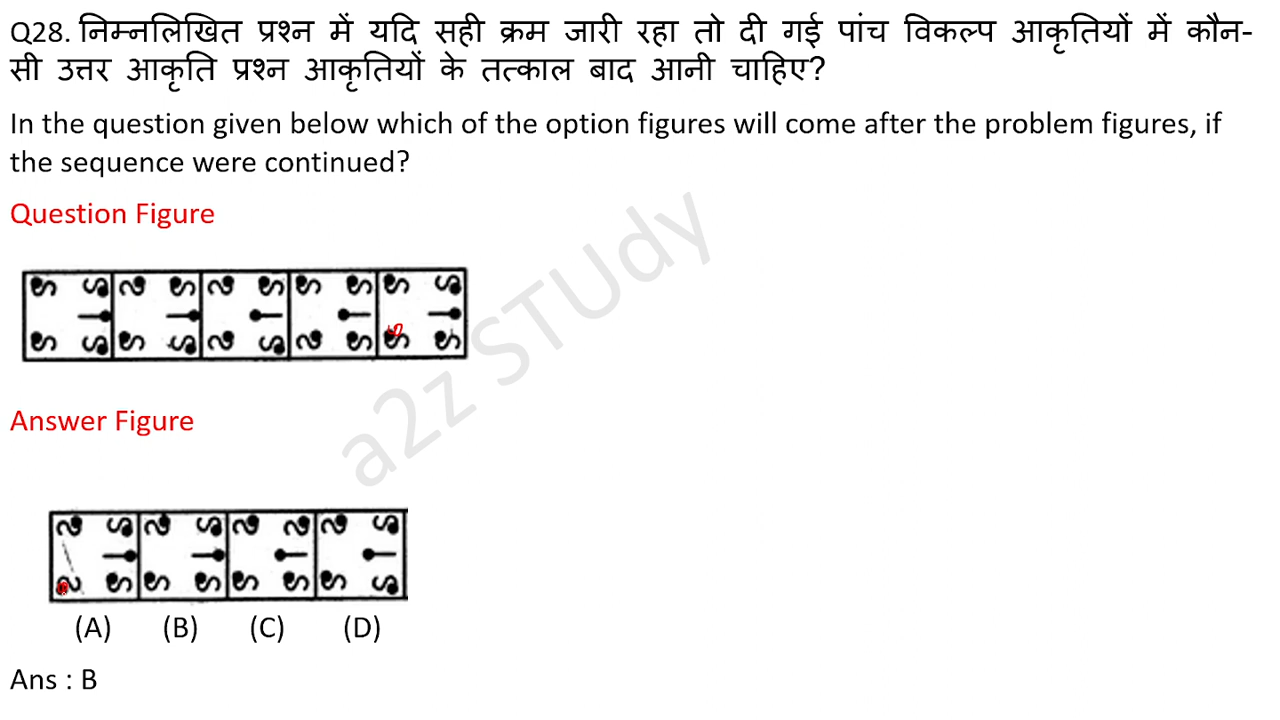 Q28. निम्नलिखित प्रश्न में यदि सही क्रम जारी रहा तो दी गई पांच विकल्प आकृतियों में कौन-
सी उत्तर आकृति प्रश्न आकृतियों के तत्काल बाद आनी चाहिए?
In the question given below which of the option figures will come after the problem figures, if
the sequence were continued?
Question Figure
a2z STUdy
Answer Figure
(A) (B) (C) (D)
Ans : B